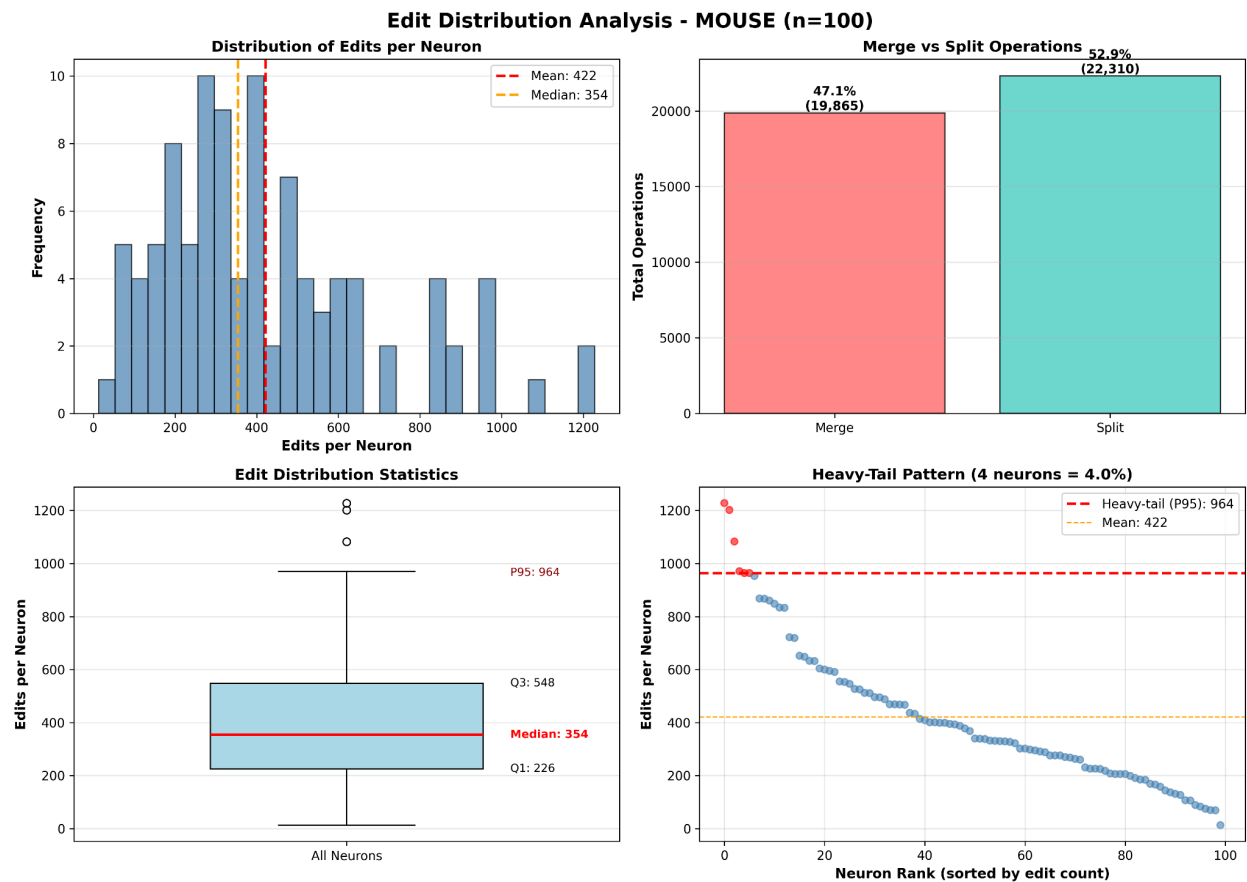 Edit Distribution Analysis - MOUSE (n=100)
Distribution of Edits per Neuron
Frequency
10
8
6
4
2
0
Mean: 422
Median: 354
0 200 400 600 800 1000 1200
Edits per Neuron
Merge vs Split Operations
Total Operations
20000
15000
10000
5000
0
47.1%
(19,865)
52.9%
(22,310)
Merge Split
Edit Distribution Statistics
Edits per Neuron
1200
1000
800
600
400
200
0
P95: 964
Q3: 548
Median: 354
Q1: 226
All Neurons
Heavy-Tail Pattern (4 neurons = 4.0%)
Edits per Neuron
1200
1000
800
600
400
200
0
Heavy-tail (P95): 964
Mean: 422
0 20 40 60 80 100
Neuron Rank (sorted by edit count)